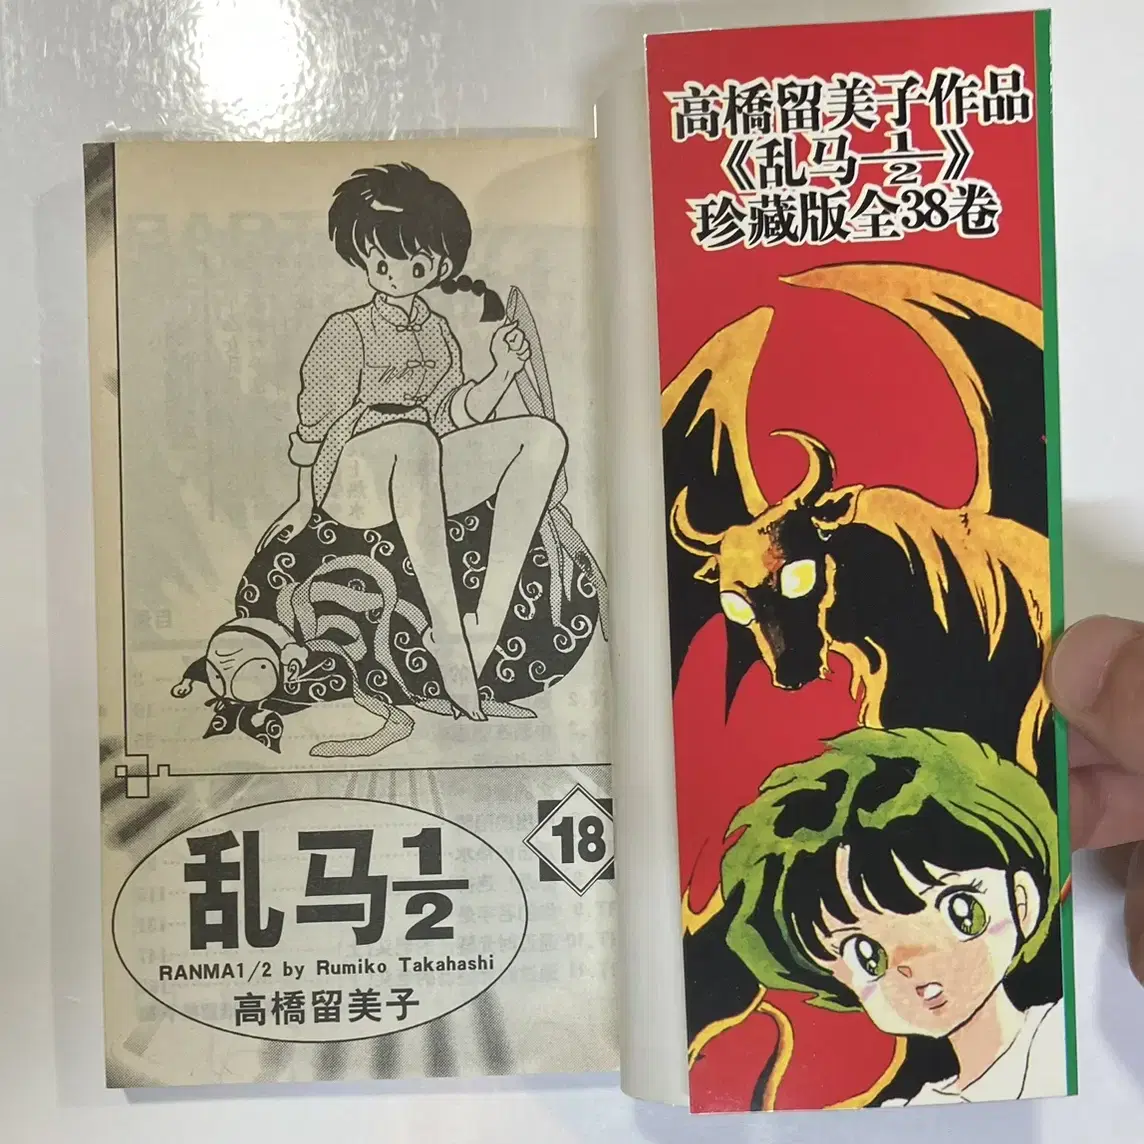 乱马1/2
18
RANMA1/2 by Rumiko Takahashi
高橋留美子
高橋留美子作品
《乱马1/2》
珍藏版全38卷